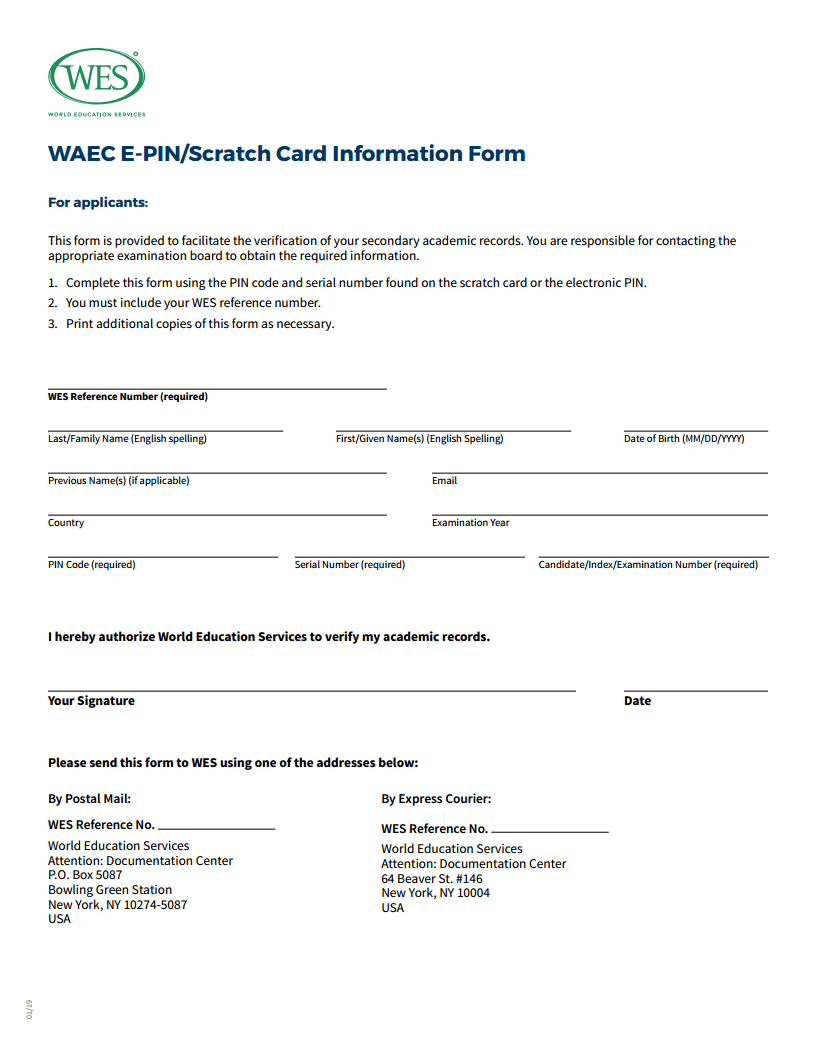 WES
WORLD EDUCATION SERVICES
WAEC E-PIN/Scratch Card Information Form
For applicants:
This form is provided to facilitate the verification of your secondary academic records. You are responsible for contacting the
appropriate examination board to obtain the required information.
1. Complete this form using the PIN code and serial number found on the scratch card or the electronic PIN.
2. You must include your WES reference number.
3. Print additional copies of this form as necessary.
WES Reference Number (required)
Last/Family Name (English spelling) First/Given Name(s) (English Spelling) Date of Birth (MM/DD/YYYY)
Previous Name(s) (if applicable) Email
Country Examination Year
PIN Code (required) Serial Number (required) Candidate/Index/Examination Number (required)
I hereby authorize World Education Services to verify my academic records.
Your Signature Date
Please send this form to WES using one of the addresses below:
By Postal Mail:
WES Reference No.
World Education Services
Attention: Documentation Center
P.O. Box 5087
Bowling Green Station
New York, NY 10274-5087
USA
By Express Courier:
WES Reference No.
World Education Services
Attention: Documentation Center
64 Beaver St. #146
New York, NY 10004
USA
01/19